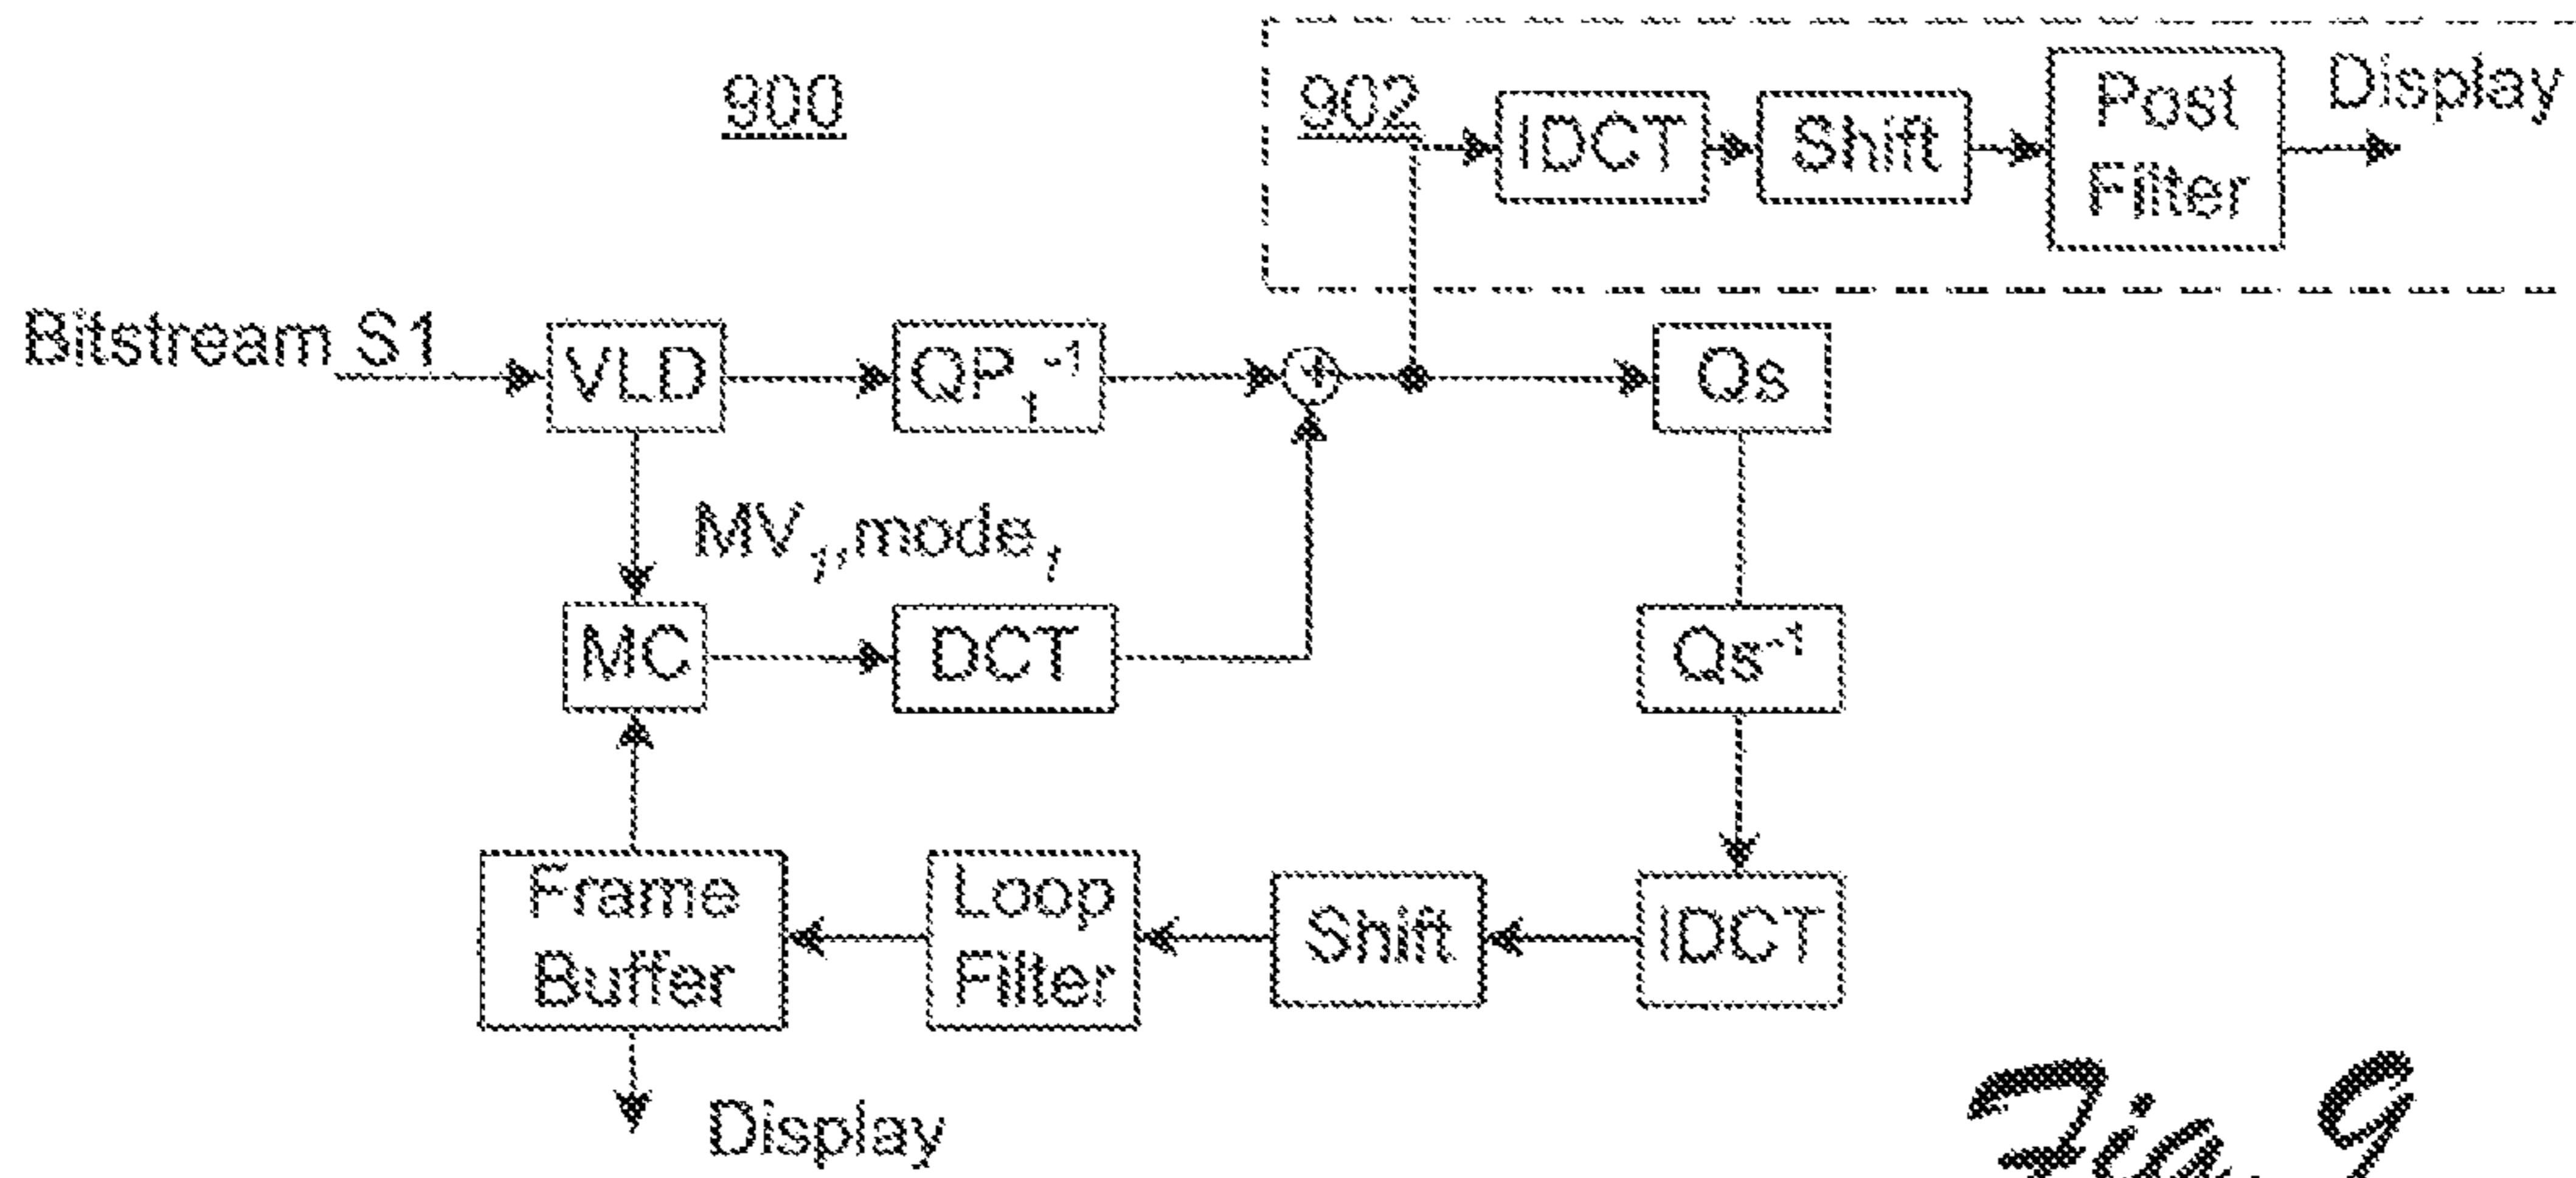 900
902
IDCT
Shift
Post
Filter
Display
Bitstream S1
VLD
QP₁⁻¹
+
Qs
MV₁,mode₁
MC
DCT
Qs⁻¹
Frame
Buffer
Loop
Filter
Shift
IDCT
Display
Fig. 9